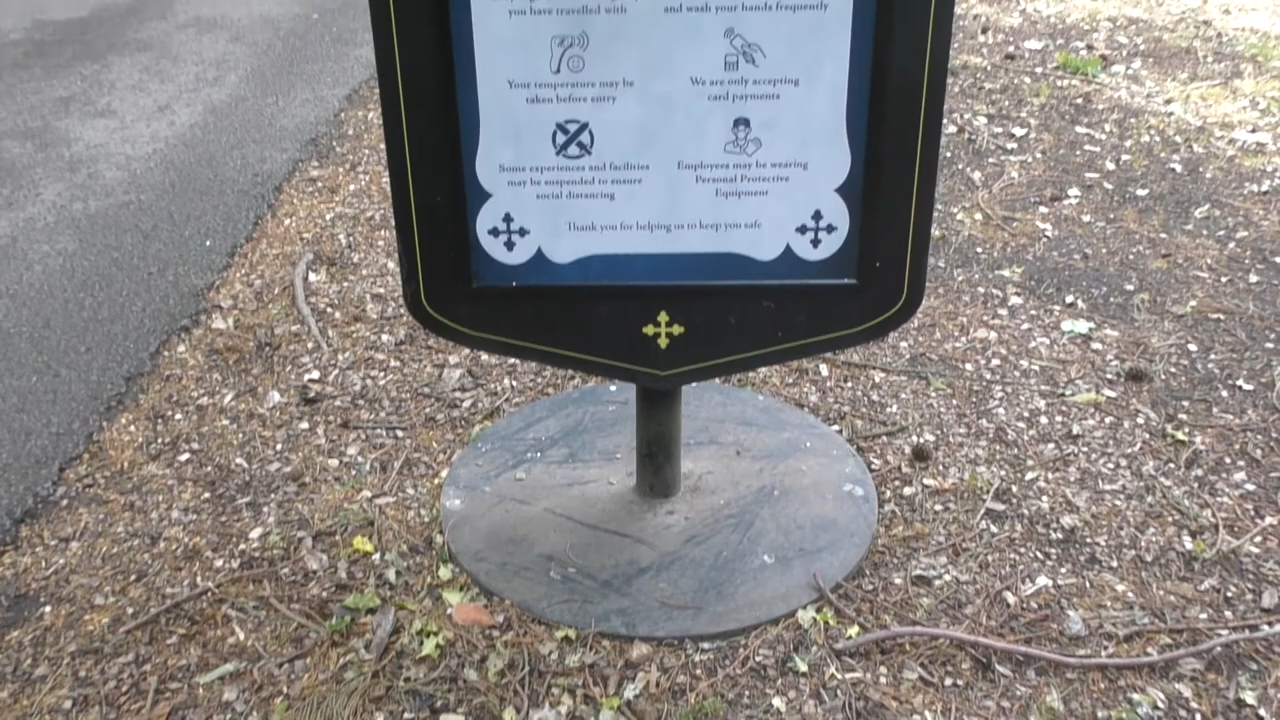 you have travelled with
and wash your hands frequently
Your temperature may be
taken before entry
We are only accepting
card payments
Some experiences and facilities
may be suspended to ensure
social distancing
Employees may be wearing
Personal Protective
Equipment
Thank you for helping us to keep you safe